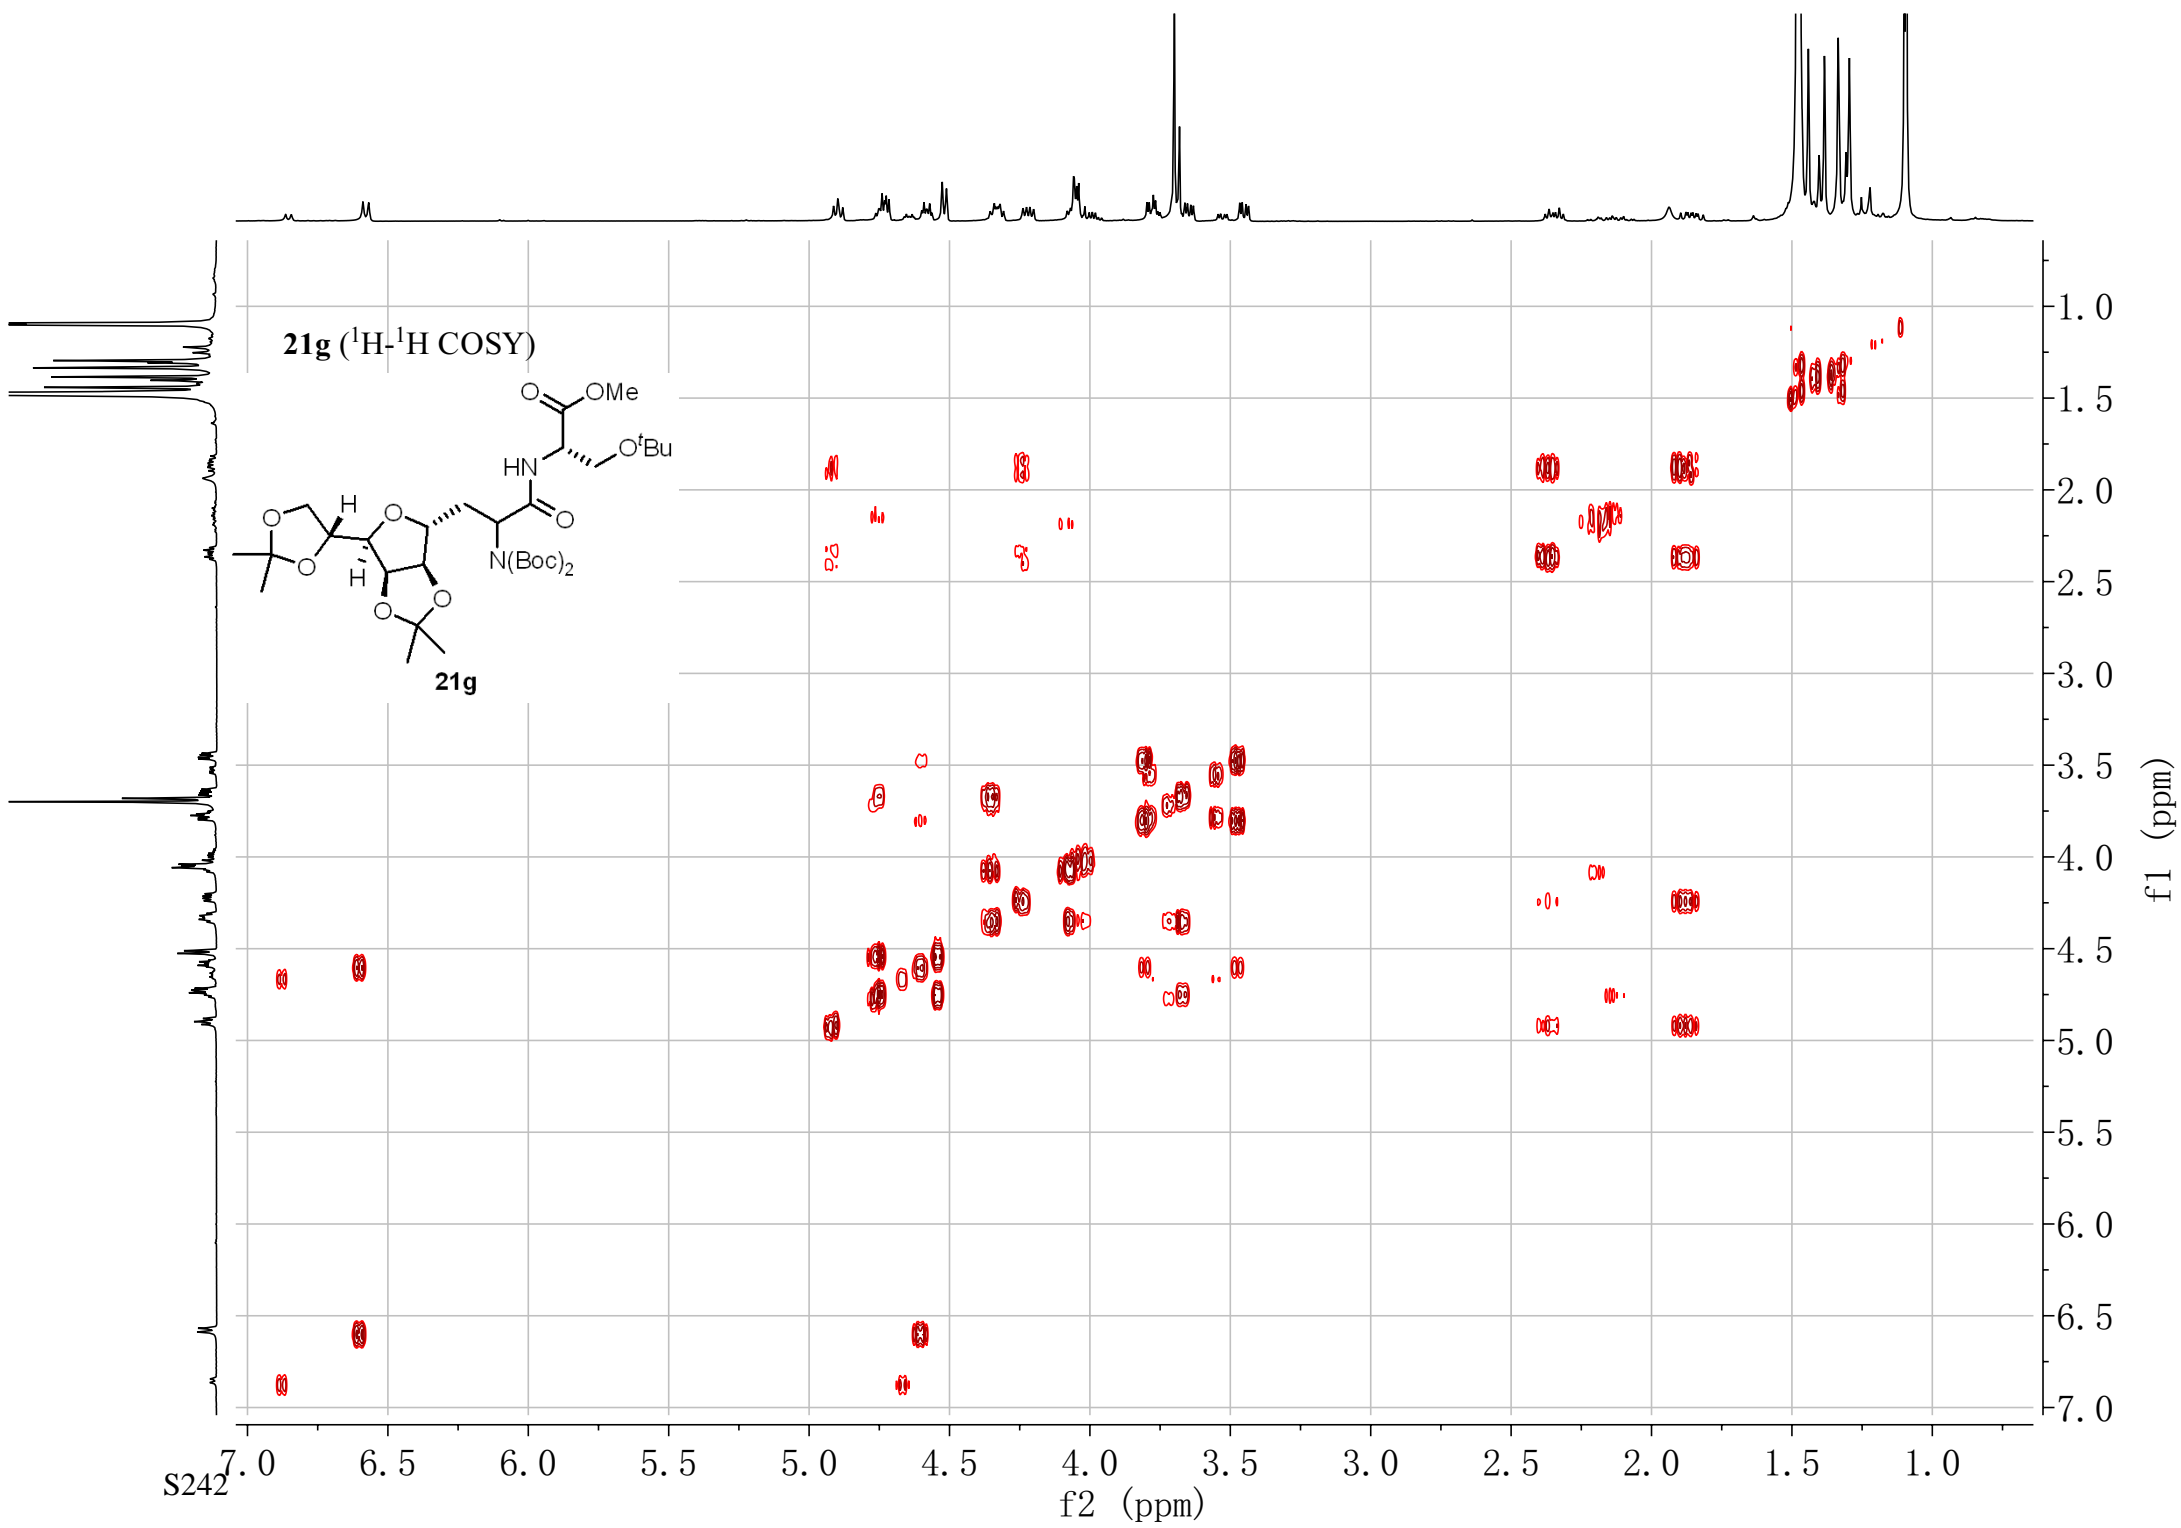 21g (¹H-¹H COSY)
O
OMe
OᵗBu
HN
H
O
O
O
O
N(Boc)₂
H
O
O
21g
1.0
1.5
2.0
2.5
3.0
3.5
4.0
4.5
5.0
5.5
6.0
6.5
7.0
f1 (ppm)
7.0 6.5 6.0 5.5 5.0 4.5 4.0 3.5 3.0 2.5 2.0 1.5 1.0
f2 (ppm)
S242